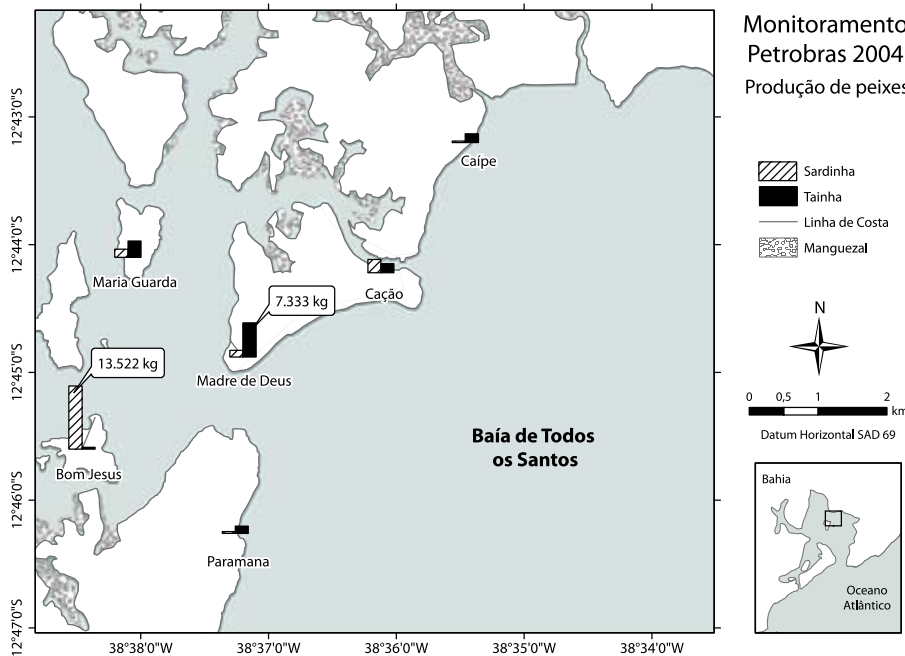 Monitoramento
Petrobras 2004
Produção de peixes
Sardinha
Tainha
Linha de Costa
Manguezal
N
0 0,5 1 2
km
Datum Horizontal SAD 69
Bahia
Oceano
Atlântico
12°43'0"S
12°44'0"S
12°45'0"S
12°46'0"S
12°47'0"S
Caípe
Maria Guarda
Cação
7.333 kg
Madre de Deus
13.522 kg
Bom Jesus
Baía de Todos
os Santos
Paramana
38°38'0"W 38°37'0"W 38°36'0"W 38°35'0"W 38°34'0"W